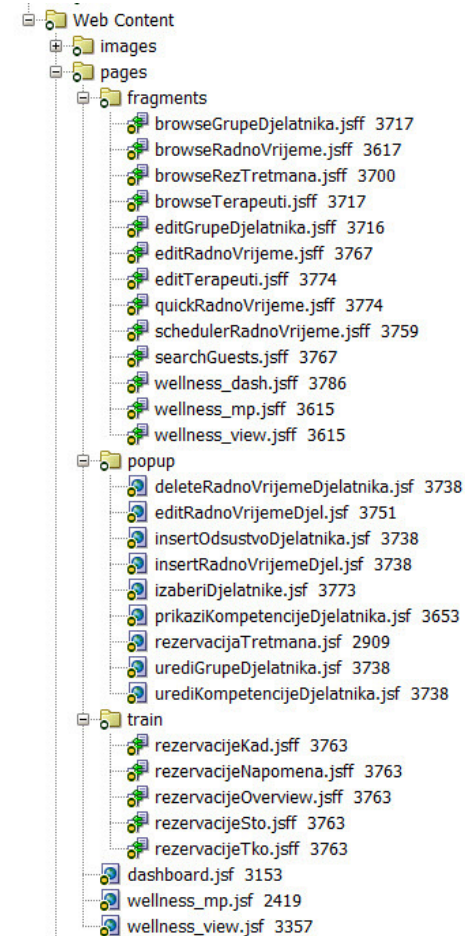 Web Content
images
pages
fragments
browseGrupeDjelatnika.jsff 3717
browseRadnoVrijeme.jsff 3617
browseRezTretmana.jsff 3700
browseTerapeuti.jsff 3717
editGrupeDjelatnika.jsff 3716
editRadnoVrijeme.jsff 3767
editTerapeuti.jsff 3774
quickRadnoVrijeme.jsff 3774
schedulerRadnoVrijeme.jsff 3759
searchGuests.jsff 3767
wellness_dash.jsff 3786
wellness_mp.jsff 3615
wellness_view.jsff 3615
popup
deleteRadnoVrijemeDjelatnika.jsf 3738
editRadnoVrijemeDjel.jsf 3751
insertOdsustvoDjelatnika.jsf 3738
insertRadnoVrijemeDjel.jsf 3738
izaberiDjelatnike.jsf 3773
prikaziKompetencijeDjelatnika.jsf 3653
rezervacijaTretmana.jsf 2909
urediGrupeDjelatnika.jsf 3738
urediKompetencijeDjelatnika.jsf 3738
train
rezervacijeKad.jsff 3763
rezervacijeNapomena.jsff 3763
rezervacijeOverview.jsff 3763
rezervacijeSto.jsff 3763
rezervacijeTko.jsff 3763
dashboard.jsf 3153
wellness_mp.jsf 2419
wellness_view.jsf 3357